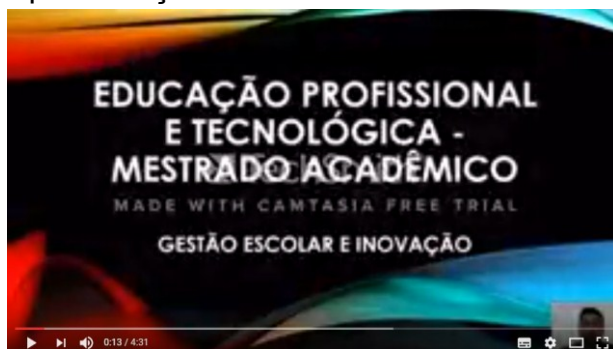 EDUCAÇÃO PROFISSIONAL
E TECNOLÓGICA -
MESTRADO ACADÊMICO
MADE WITH CAMTASIA FREE TRIAL
GESTÃO ESCOLAR E INOVAÇÃO
0:13 / 4:31